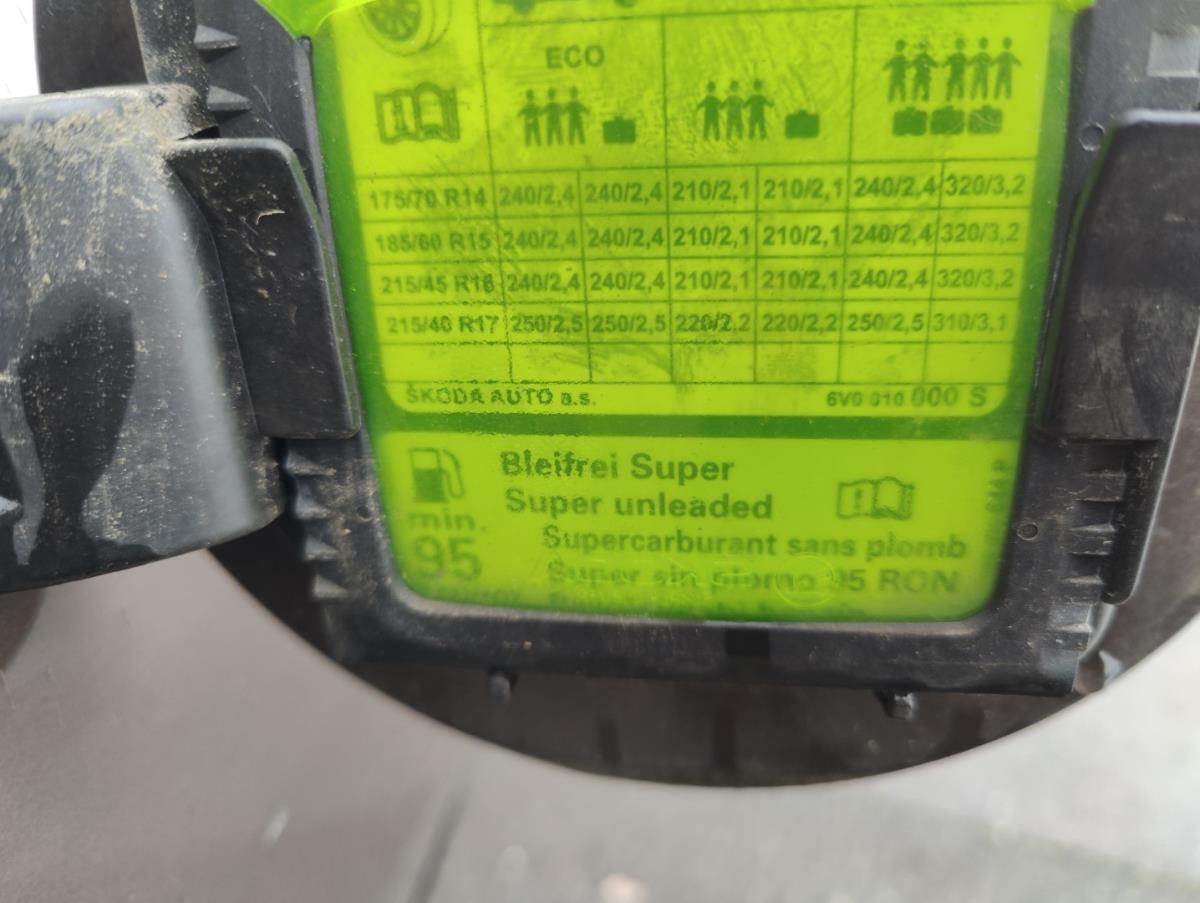 ECO
175/70 R14 240/2,4 240/2,4 210/2,1 210/2,1 240/2,4 320/3,2
185/60 R15 240/2,4 240/2,4 210/2,1 210/2,1 240/2,4 320/3,2
215/45 R16 240/2,4 240/2,4 210/2,1 210/2,1 240/2,4 320/3,2
215/40 R17 250/2,5 250/2,5 220/2,2 220/2,2 250/2,5 310/3,1
ŠKODA AUTO a.s. 6V0 010 000 S
Bleifrei Super
Super unleaded
min.
95
Supercarburant sans plomb
Super sin plomo 95 RON